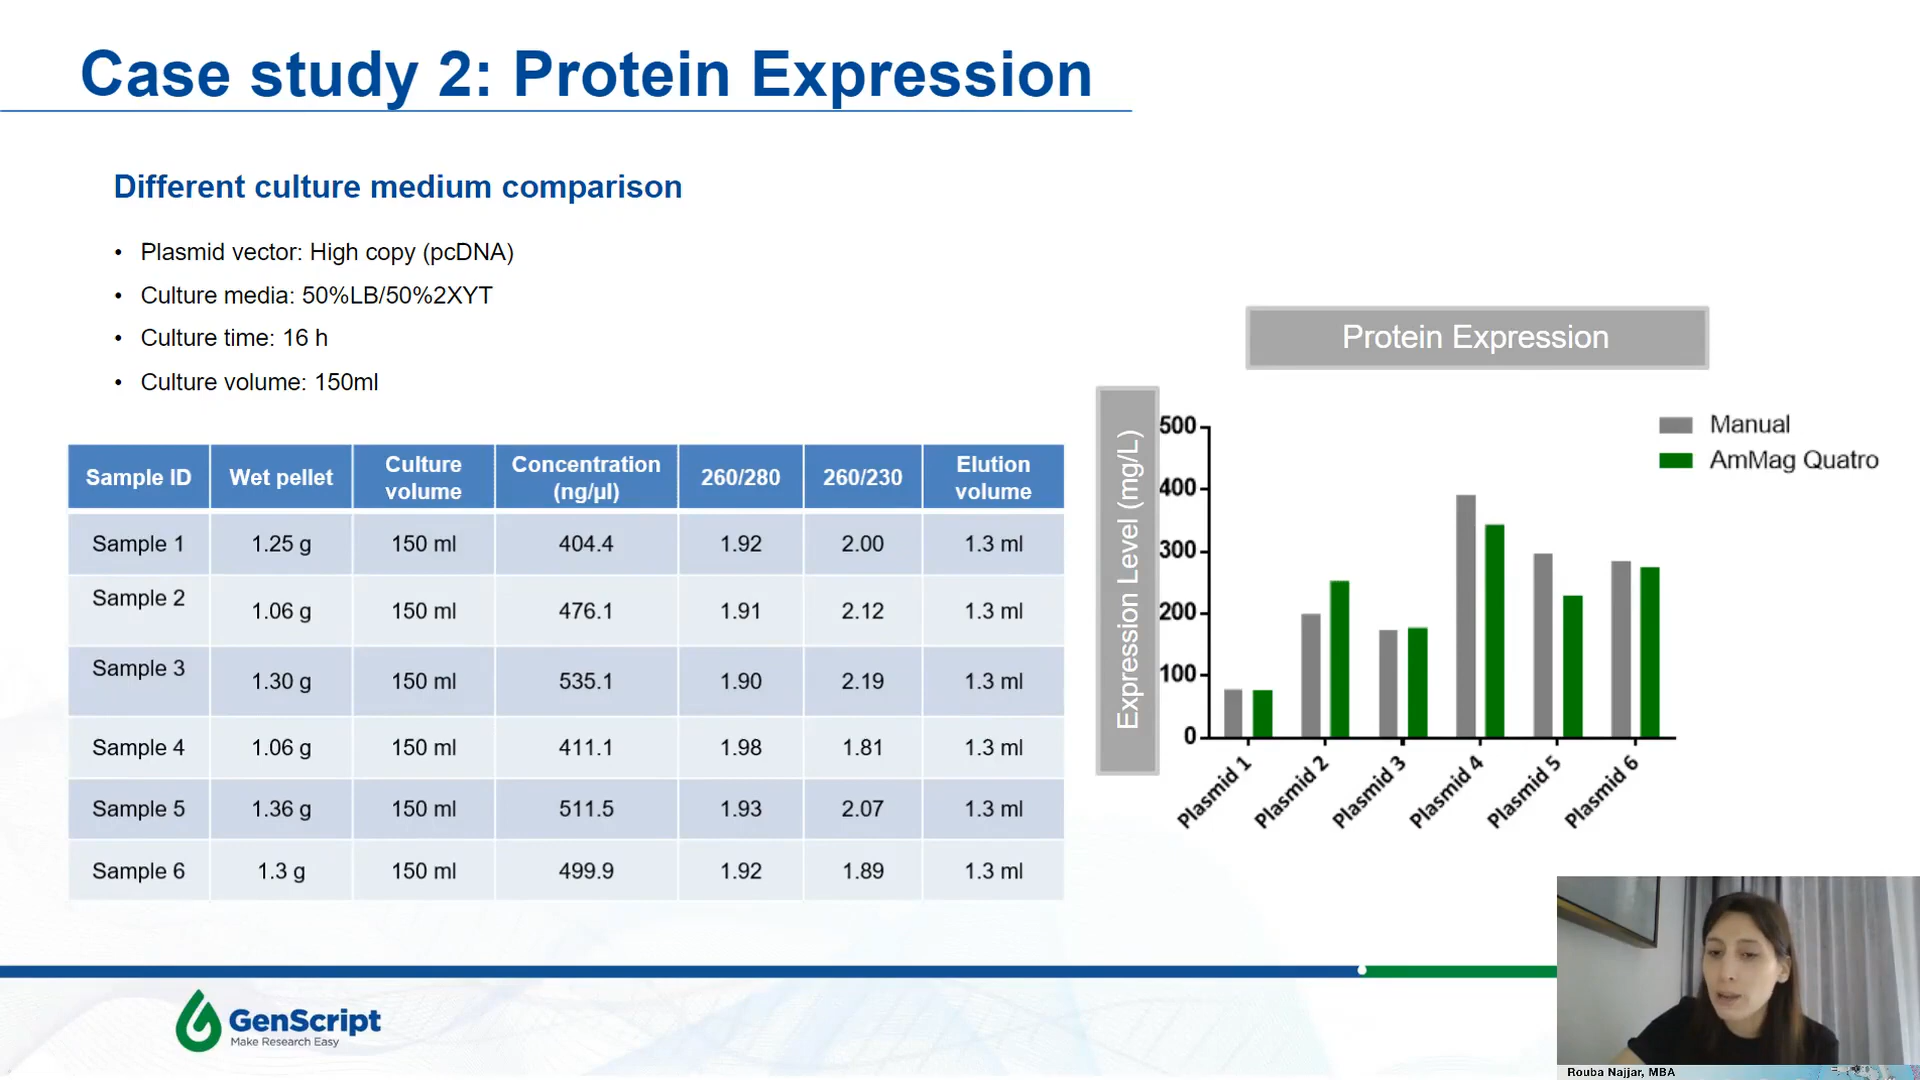 Case study 2: Protein Expression
Different culture medium comparison
• Plasmid vector: High copy (pcDNA)
• Culture media: 50%LB/50%2XYT
• Culture time: 16 h
• Culture volume: 150ml
Sample ID Wet pellet Culture volume Concentration (ng/µl) 260/280 260/230 Elution volume
Sample 1 1.25 g 150 ml 404.4 1.92 2.00 1.3 ml
Sample 2 1.06 g 150 ml 476.1 1.91 2.12 1.3 ml
Sample 3 1.30 g 150 ml 535.1 1.90 2.19 1.3 ml
Sample 4 1.06 g 150 ml 411.1 1.98 1.81 1.3 ml
Sample 5 1.36 g 150 ml 511.5 1.93 2.07 1.3 ml
Sample 6 1.3 g 150 ml 499.9 1.92 1.89 1.3 ml
Protein Expression
Expression Level (mg/L)
500
400
300
200
100
0
Manual
AmMag Quatro
Plasmid 1
Plasmid 2
Plasmid 3
Plasmid 4
Plasmid 5
Plasmid 6
GenScript
Make Research Easy
Rouba Najjar, MBA